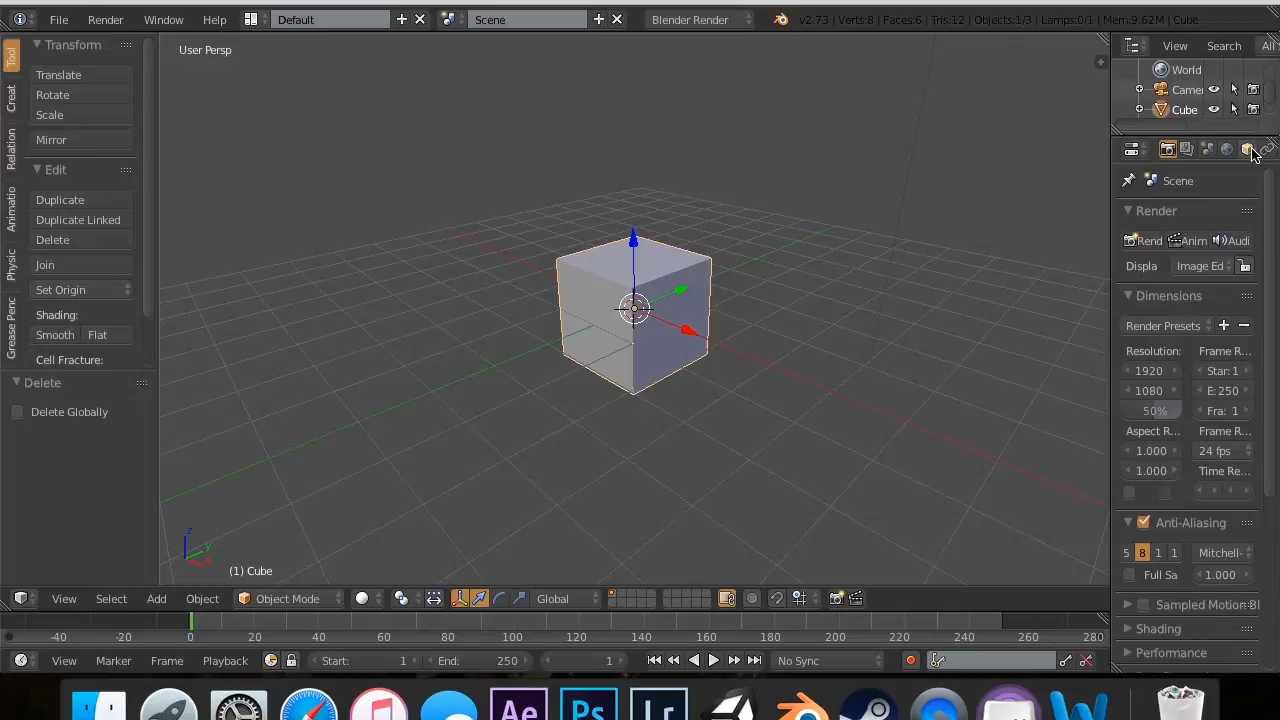 File Render Window Help Default Scene Blender Render v2.73 | Verts:8 | Faces:6 | Tris:12 | Objects:1/3 | Lamps:0/1 | Mem:9.62M | Cube
Tool
Creat
Relation
Animatio
Physic
Grease Penc
Transform
Translate
Rotate
Scale
Mirror
Edit
Duplicate
Duplicate Linked
Delete
Join
Set Origin
Shading:
Smooth Flat
Cell Fracture:
Delete
Delete Globally
User Persp
z
y
x
(1) Cube
View Search All
World
Camer
Cube
Scene
Render
Rend Anim Audi
Displa Image Ed
Dimensions
Render Presets
Resolution: Frame R...
1920 Star: 1
1080 E: 250
50% Fra: 1
Aspect R... Frame R...
1.000 24 fps
1.000 Time Re...
Anti-Aliasing
5 8 1 1 Mitchell-
Full Sa 1.000
Sampled Motion Bl
Shading
Performance
View Select Add Object Object Mode Global
-40 -20 0 20 40 60 80 100 120 140 160 180 200 220 240 260 280
View Marker Frame Playback Start: 1 End: 250 1 No Sync
Ae Ps Lr